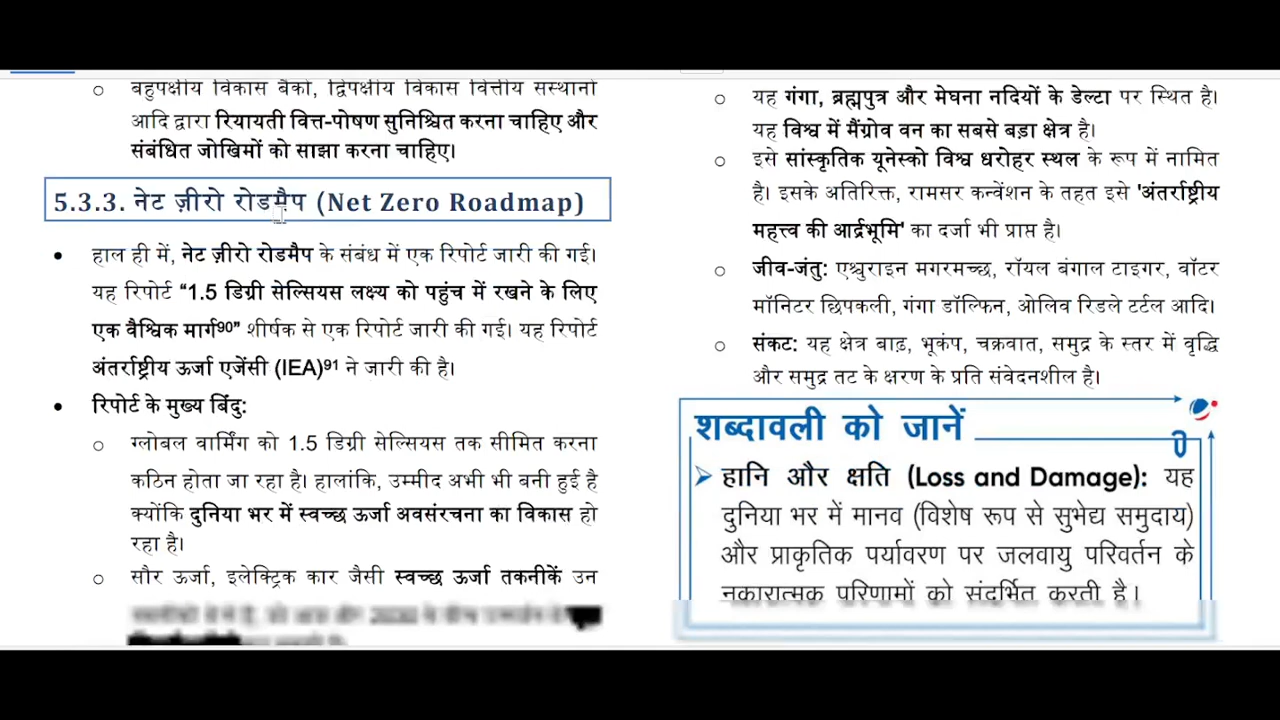 बहुपक्षीय विकास बैंकों, द्विपक्षीय विकास वित्तीय संस्थानों
आदि द्वारा रियायती वित्त-पोषण सुनिश्चित करना चाहिए और
संबंधित जोखिमों को साझा करना चाहिए।
5.3.3. नेट ज़ीरो रोडमैप (Net Zero Roadmap)
हाल ही में, नेट ज़ीरो रोडमैप के संबंध में एक रिपोर्ट जारी की गई।
यह रिपोर्ट “1.5 डिग्री सेल्सियस लक्ष्य को पहुंच में रखने के लिए
एक वैश्विक मार्ग90” शीर्षक से एक रिपोर्ट जारी की गई। यह रिपोर्ट
अंतर्राष्ट्रीय ऊर्जा एजेंसी (IEA)91 ने जारी की है।
रिपोर्ट के मुख्य बिंदु:
ग्लोबल वार्मिंग को 1.5 डिग्री सेल्सियस तक सीमित करना
कठिन होता जा रहा है। हालांकि, उम्मीद अभी भी बनी हुई है
क्योंकि दुनिया भर में स्वच्छ ऊर्जा अवसंरचना का विकास हो
रहा है।
सौर ऊर्जा, इलेक्ट्रिक कार जैसी स्वच्छ ऊर्जा तकनीकें उन
यह गंगा, ब्रह्मपुत्र और मेघना नदियों के डेल्टा पर स्थित है।
यह विश्व में मैंग्रोव वन का सबसे बड़ा क्षेत्र है।
इसे सांस्कृतिक यूनेस्को विश्व धरोहर स्थल के रूप में नामित
है। इसके अतिरिक्त, रामसर कन्वेंशन के तहत इसे 'अंतर्राष्ट्रीय
महत्त्व की आर्द्रभूमि' का दर्जा भी प्राप्त है।
जीव-जंतु: एश्चुराइन मगरमच्छ, रॉयल बंगाल टाइगर, वॉटर
मॉनिटर छिपकली, गंगा डॉल्फिन, ओलिव रिडले टर्टल आदि।
संकट: यह क्षेत्र बाढ़, भूकंप, चक्रवात, समुद्र के स्तर में वृद्धि
और समुद्र तट के क्षरण के प्रति संवेदनशील है।
शब्दावली को जानें
हानि और क्षति (Loss and Damage): यह
दुनिया भर में मानव (विशेष रूप से सुभेद्य समुदाय)
और प्राकृतिक पर्यावरण पर जलवायु परिवर्तन के
नकारात्मक परिणामों को संदर्भित करती है।